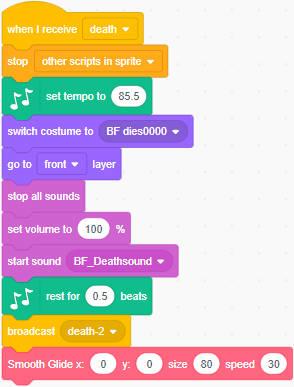 when I receive death
stop other scripts in sprite
set tempo to 85.5
switch costume to BF dies0000
go to front layer
stop all sounds
set volume to 100 %
start sound BF_Deathsound
rest for 0.5 beats
broadcast death-2
Smooth Glide x: 0 y: 0 size 80 speed 30